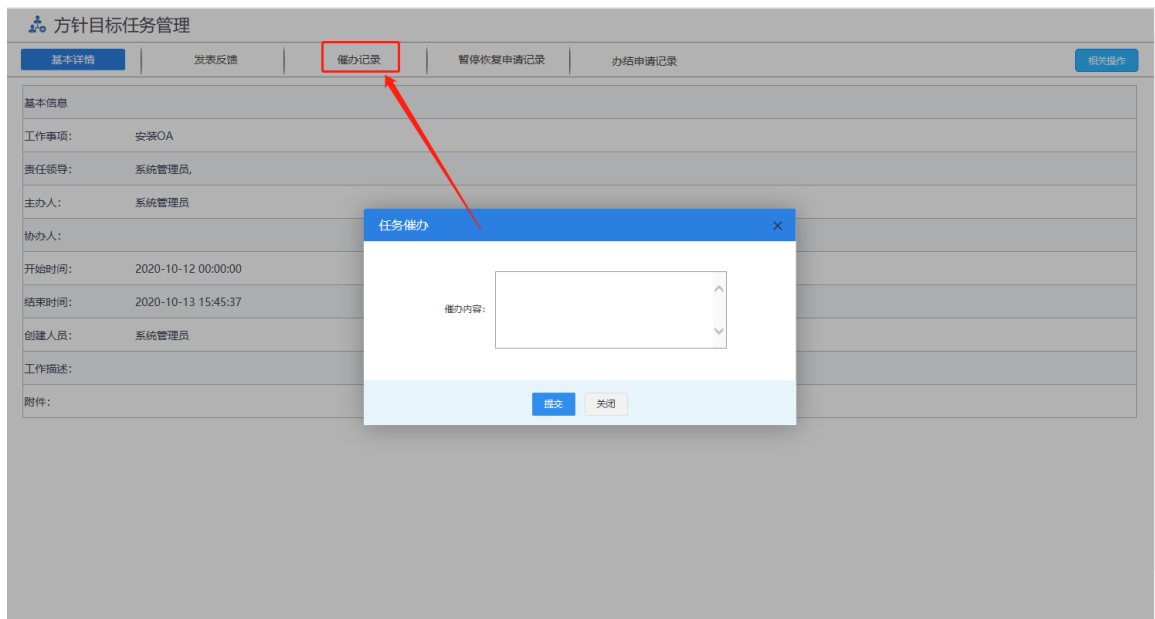 方针目标任务管理
基本详情 发表反馈 催办记录 暂停恢复申请记录 办结申请记录 相关操作
基本信息
工作事项： 安装OA
责任领导： 系统管理员,
主办人： 系统管理员
协办人：
开始时间： 2020-10-12 00:00:00
结束时间： 2020-10-13 15:45:37
创建人员： 系统管理员
工作描述：
附件：
任务催办
催办内容：
提交 关闭